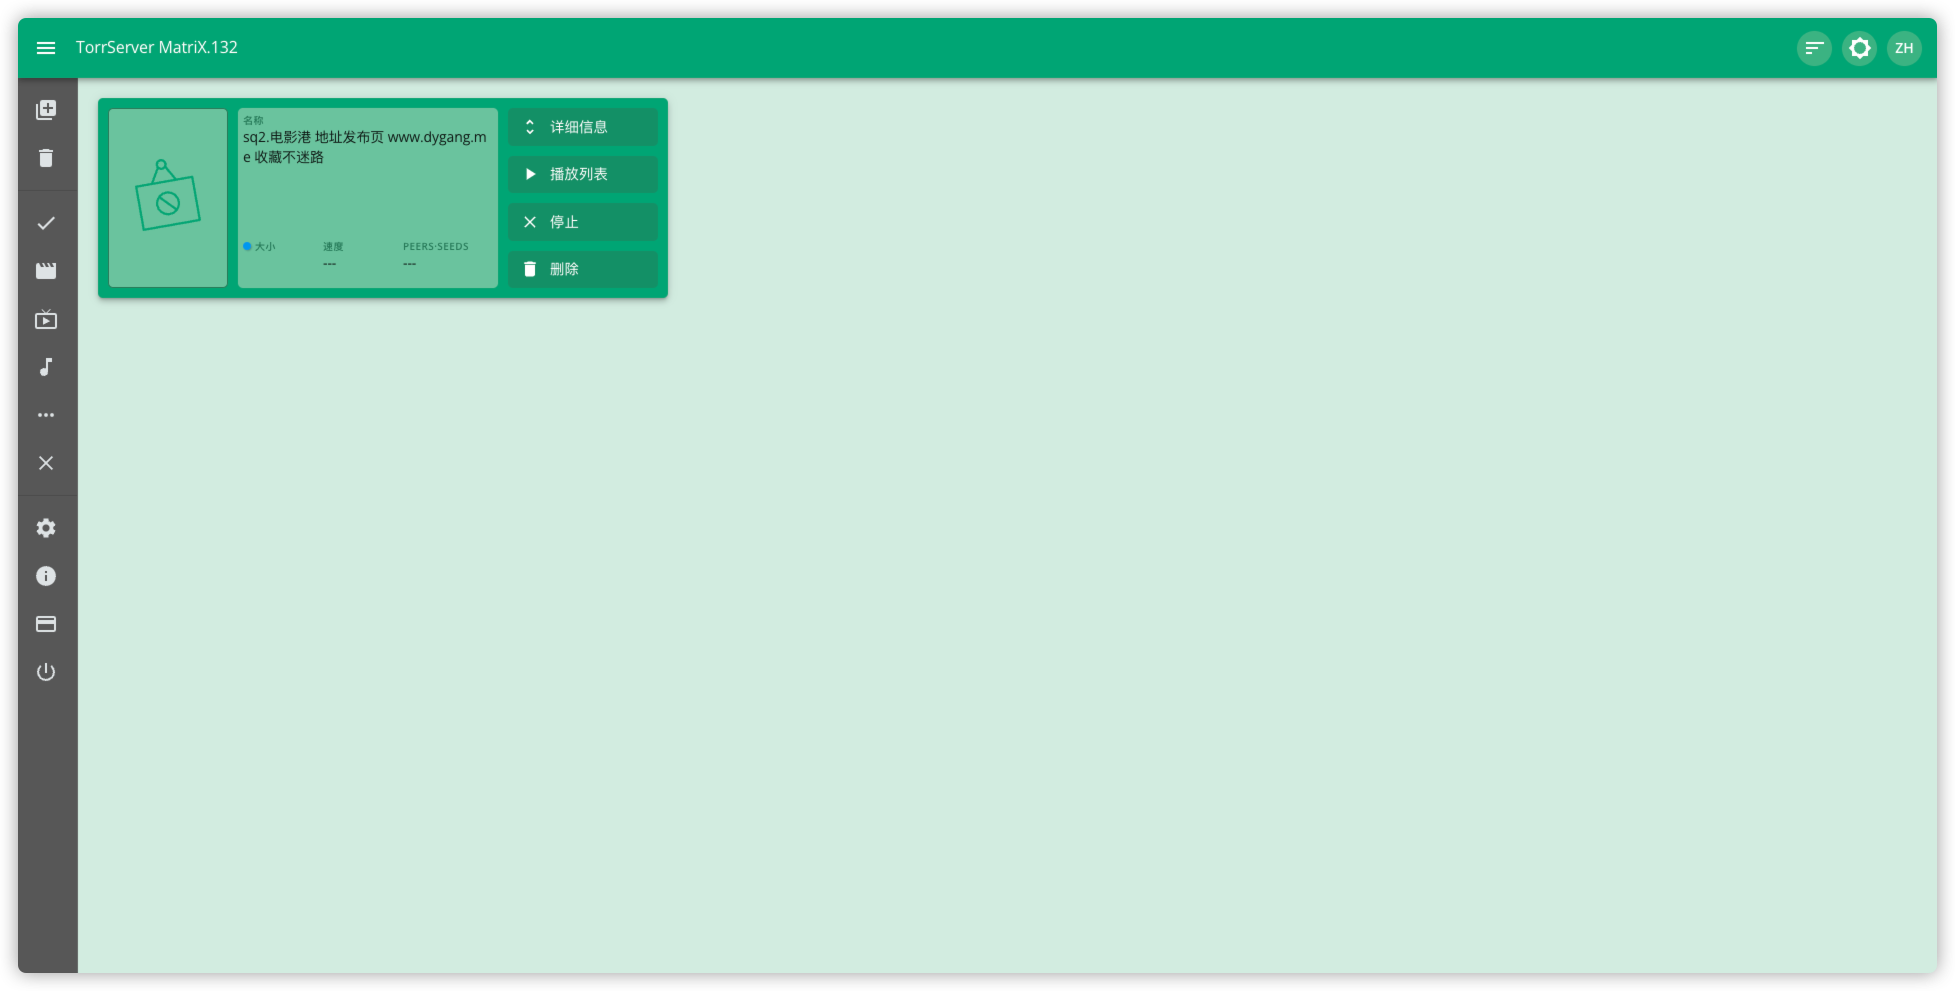 TorrServer MatriX.132
ZH
名称
sq2.电影港 地址发布页 www.dygang.m
e 收藏不迷路
大小
速度
PEERS·SEEDS
---
---
详细信息
播放列表
停止
删除